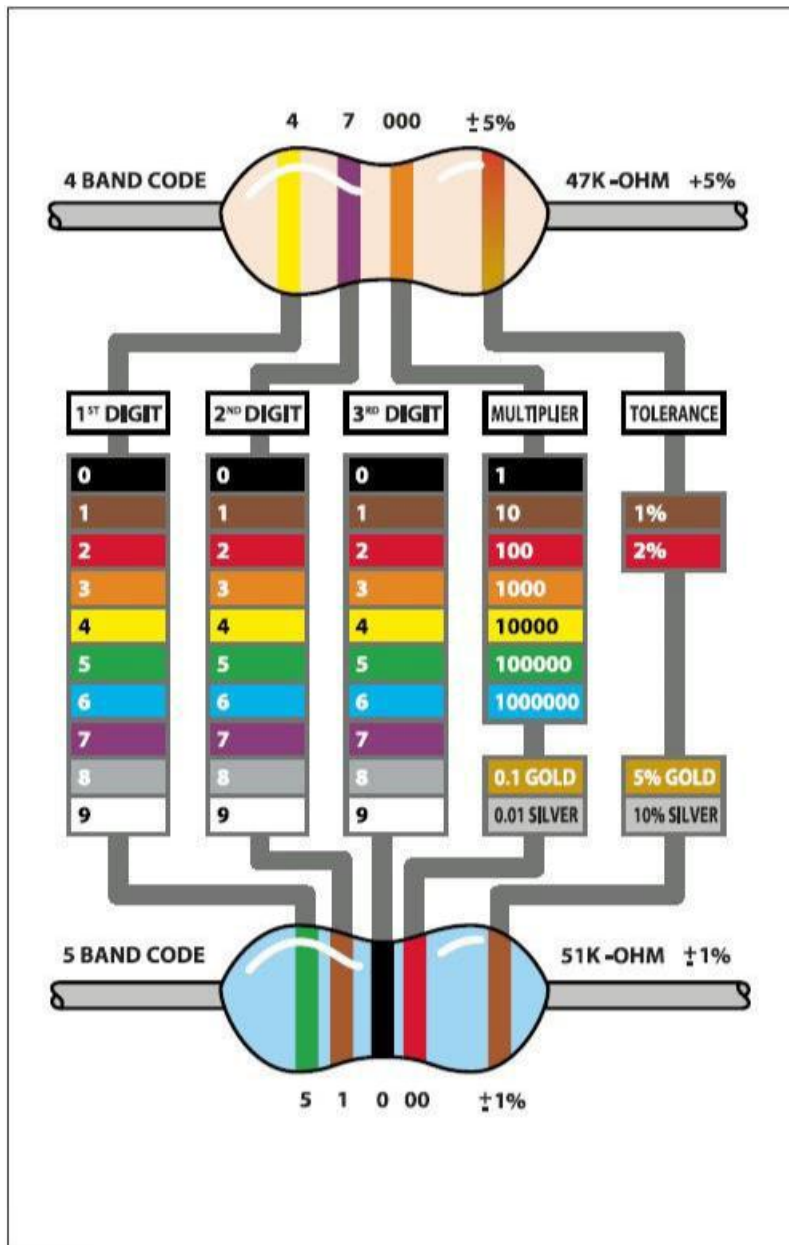 4 7 000 ±5%
4 BAND CODE 47K-OHM +5%
1ST DIGIT 2ND DIGIT 3RD DIGIT MULTIPLIER TOLERANCE
0 0 0 1
1 1 1 10 1%
2 2 2 100 2%
3 3 3 1000
4 4 4 10000
5 5 5 100000
6 6 6 1000000
7 7 7
8 8 8 0.1 GOLD 5% GOLD
9 9 9 0.01 SILVER 10% SILVER
5 BAND CODE 51K-OHM ±1%
5 1 0 00 ±1%